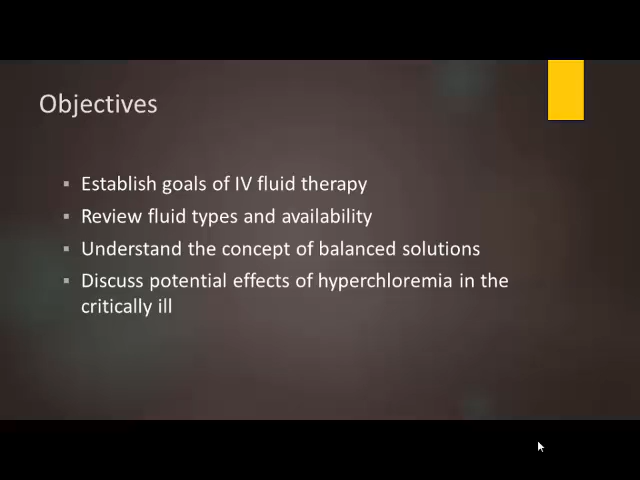 Objectives
▪ Establish goals of IV fluid therapy
▪ Review fluid types and availability
▪ Understand the concept of balanced solutions
▪ Discuss potential effects of hyperchloremia in the
critically ill